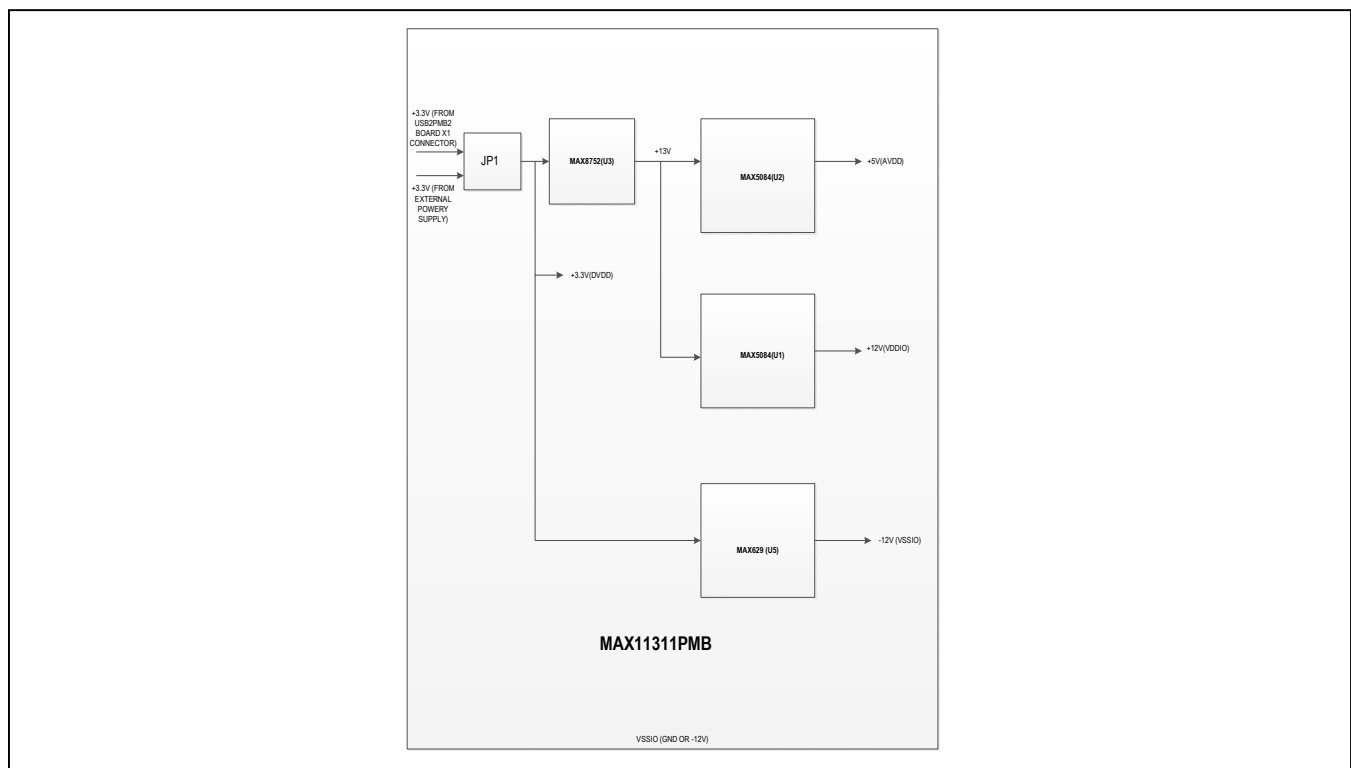 +3.3V (FROM
USB2PMB2
BOARD X1
CONNECTOR)
JP1
MAX8752(U3)
+13V
MAX5084(U2)
+5V(AVDD)
+3.3V (FROM
EXTERNAL
POWERY
SUPPLY)
+3.3V(DVDD)
MAX5084(U1)
+12V(VDDIO)
MAX629 (U5)
-12V (VSSIO)
MAX11311PMB
VSSIO (GND OR -12V)